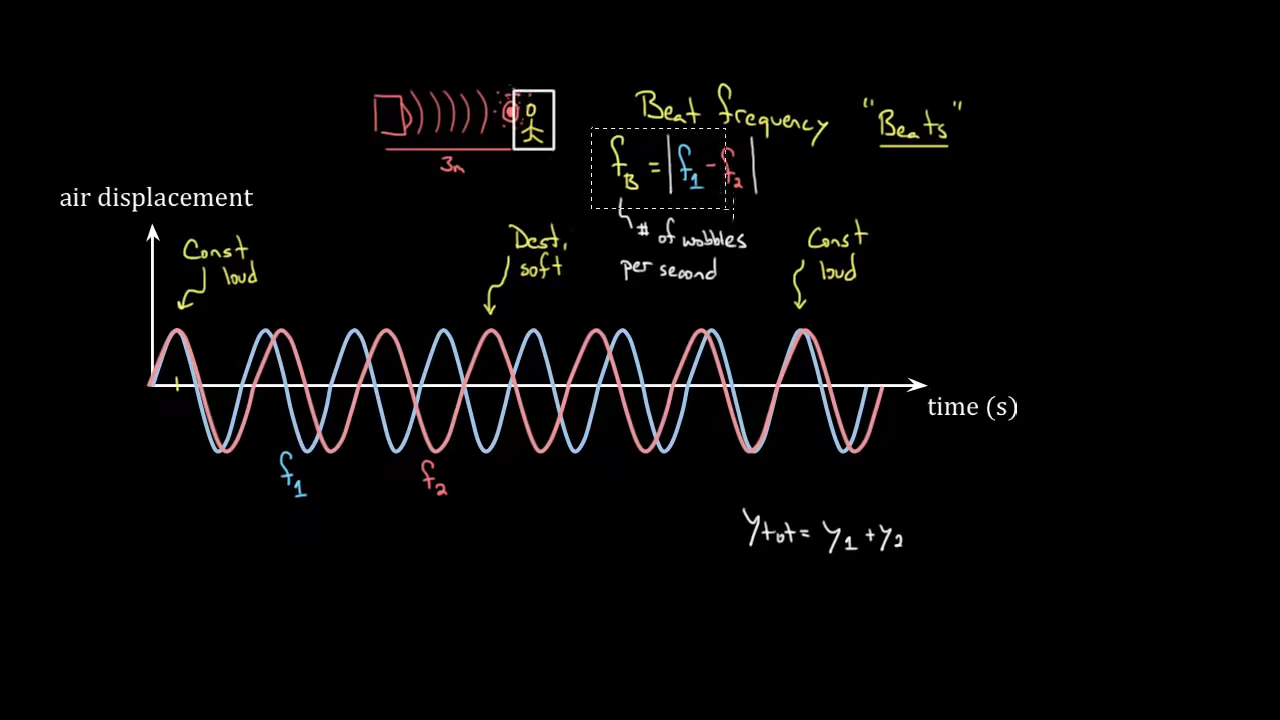 Beat frequency "Beats"
f_B = |f_1 - f_2|
3m
air displacement
Const
loud
Dest.
soft
# of wobbles
per second
Const
loud
time (s)
f_1
f_2
y_tot = y_1 + y_2